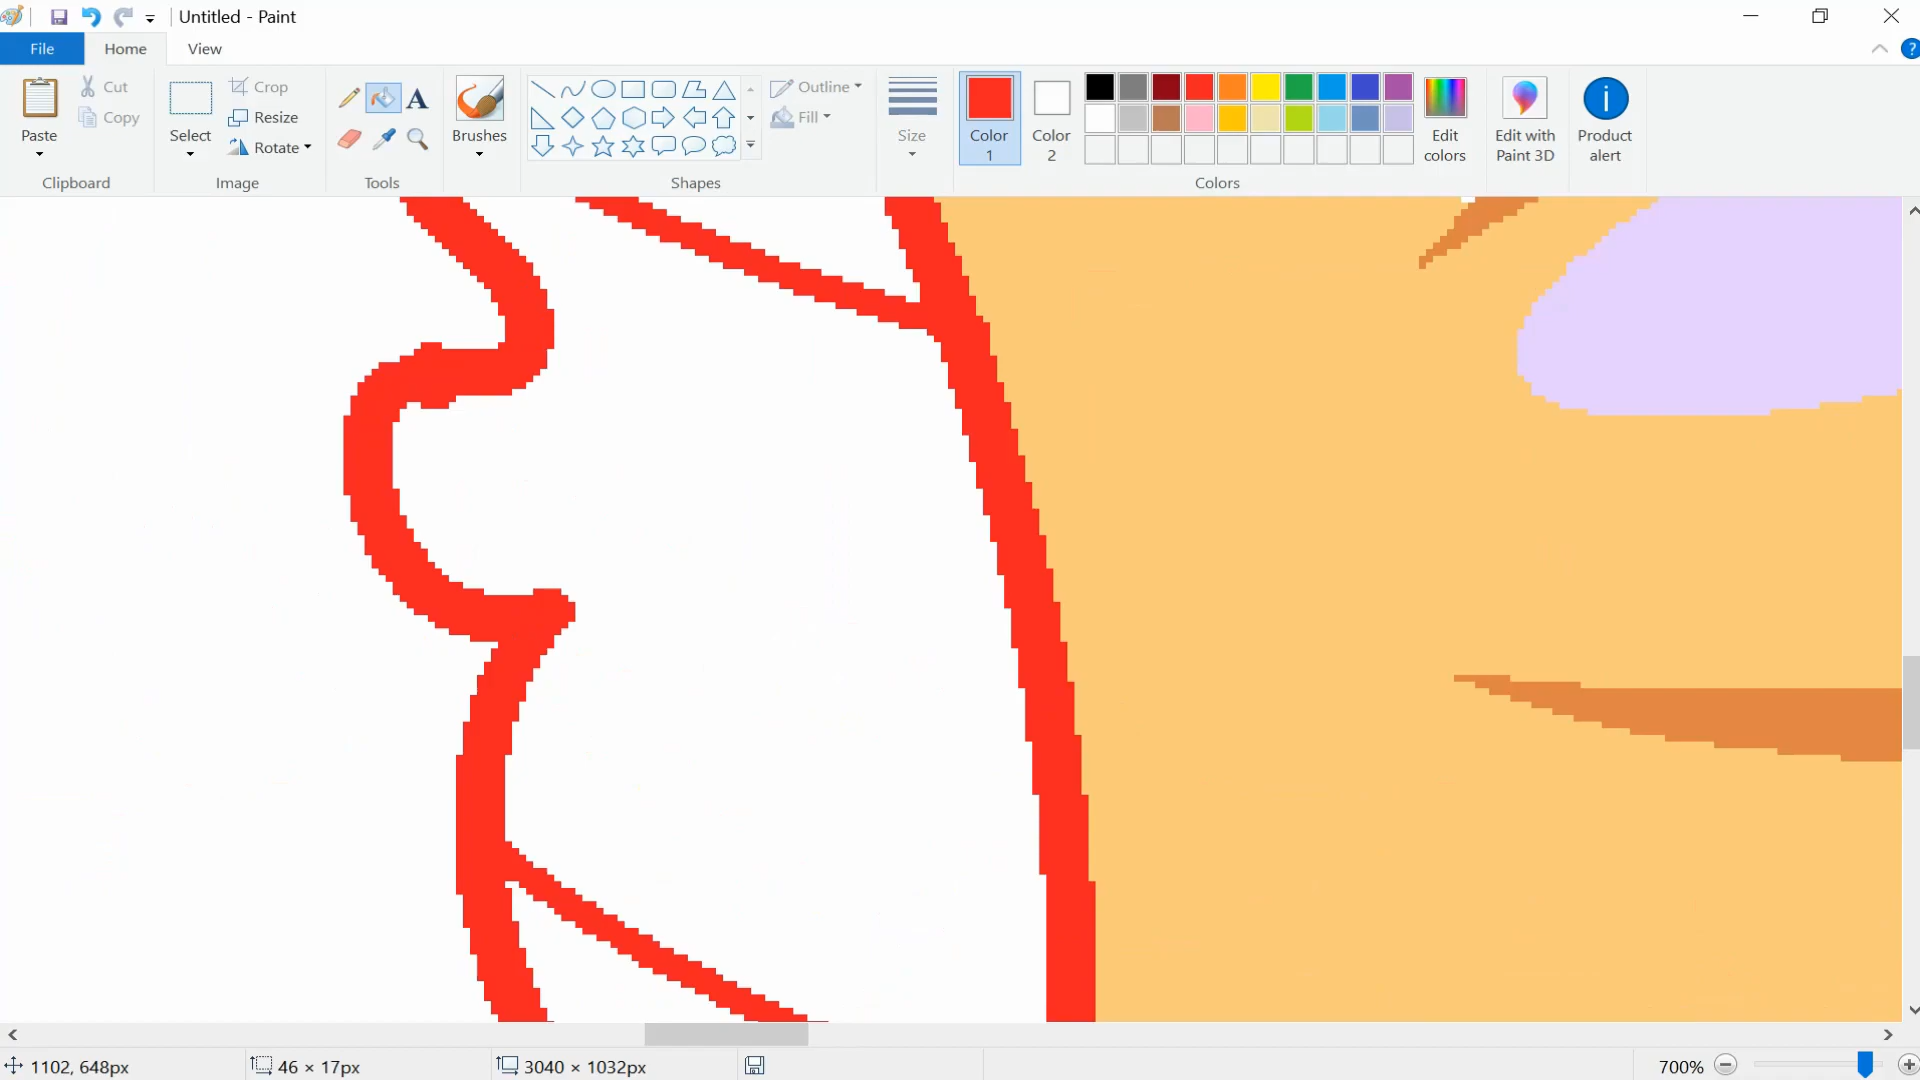 Untitled - Paint
File Home View
Paste
Cut
Copy
Clipboard
Select
Crop
Resize
Rotate
Image
Tools
Brushes
Shapes
Outline
Fill
Size
Color 1
Color 2
Colors
Edit colors
Edit with Paint 3D
Product alert
1102, 648px 46 × 17px 3040 × 1032px 700%